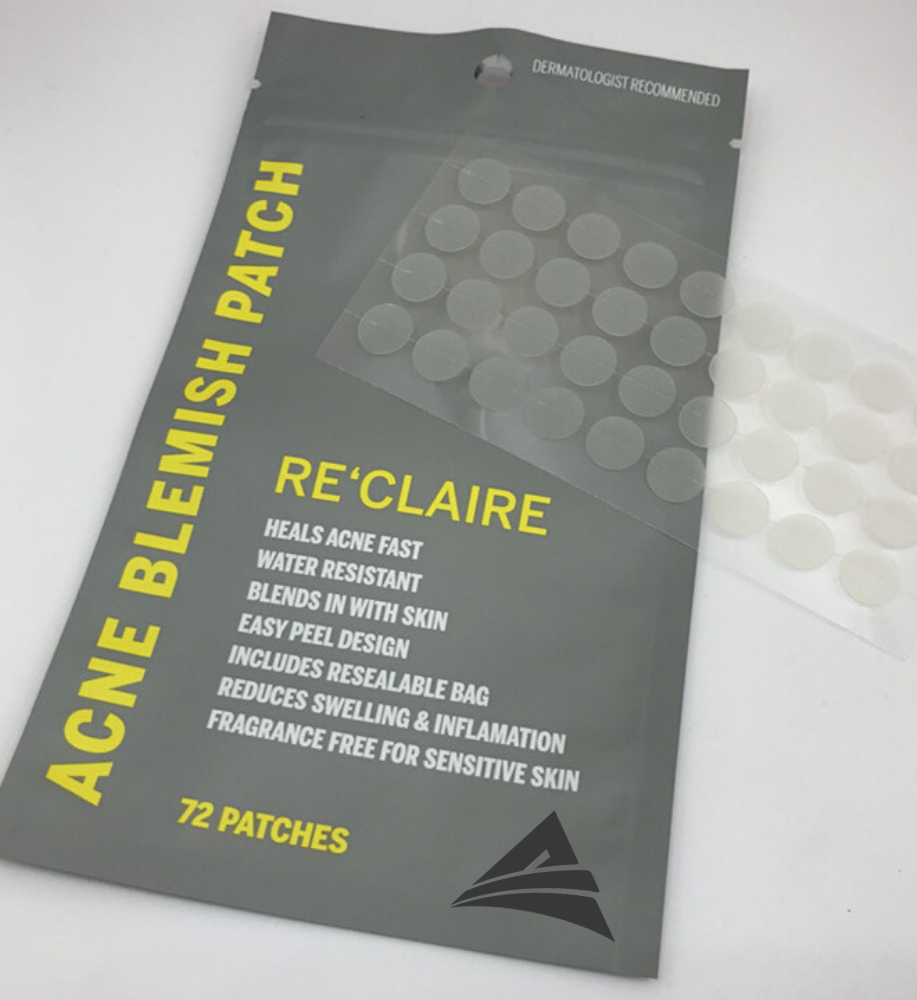 DERMATOLOGIST RECOMMENDED
ACNE BLEMISH PATCH
RE‘CLAIRE
HEALS ACNE FAST
WATER RESISTANT
BLENDS IN WITH SKIN
EASY PEEL DESIGN
INCLUDES RESEALABLE BAG
REDUCES SWELLING & INFLAMATION
FRAGRANCE FREE FOR SENSITIVE SKIN
72 PATCHES